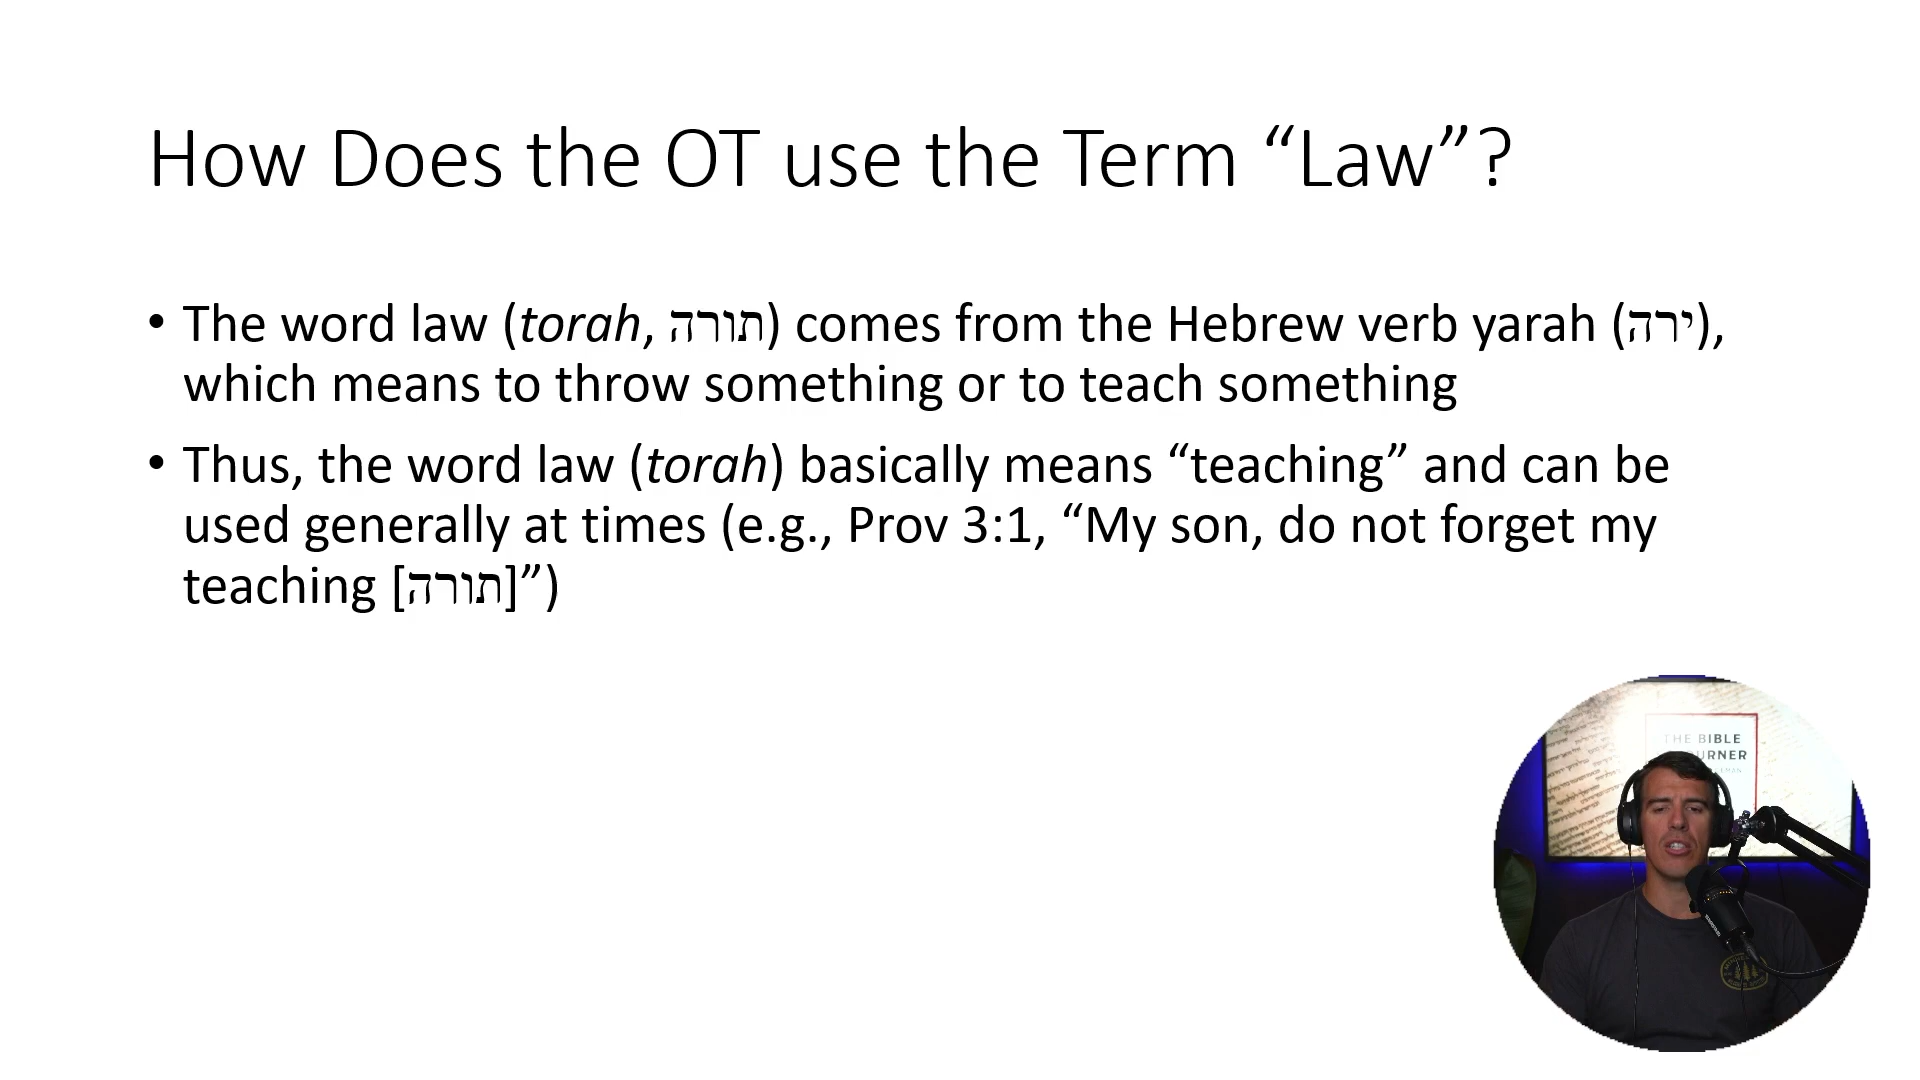 How Does the OT use the Term “Law”?
• The word law (torah, תורה) comes from the Hebrew verb yarah (ירה),
which means to throw something or to teach something
• Thus, the word law (torah) basically means “teaching” and can be
used generally at times (e.g., Prov 3:1, “My son, do not forget my
teaching [תורה]”)
THE BIBLE